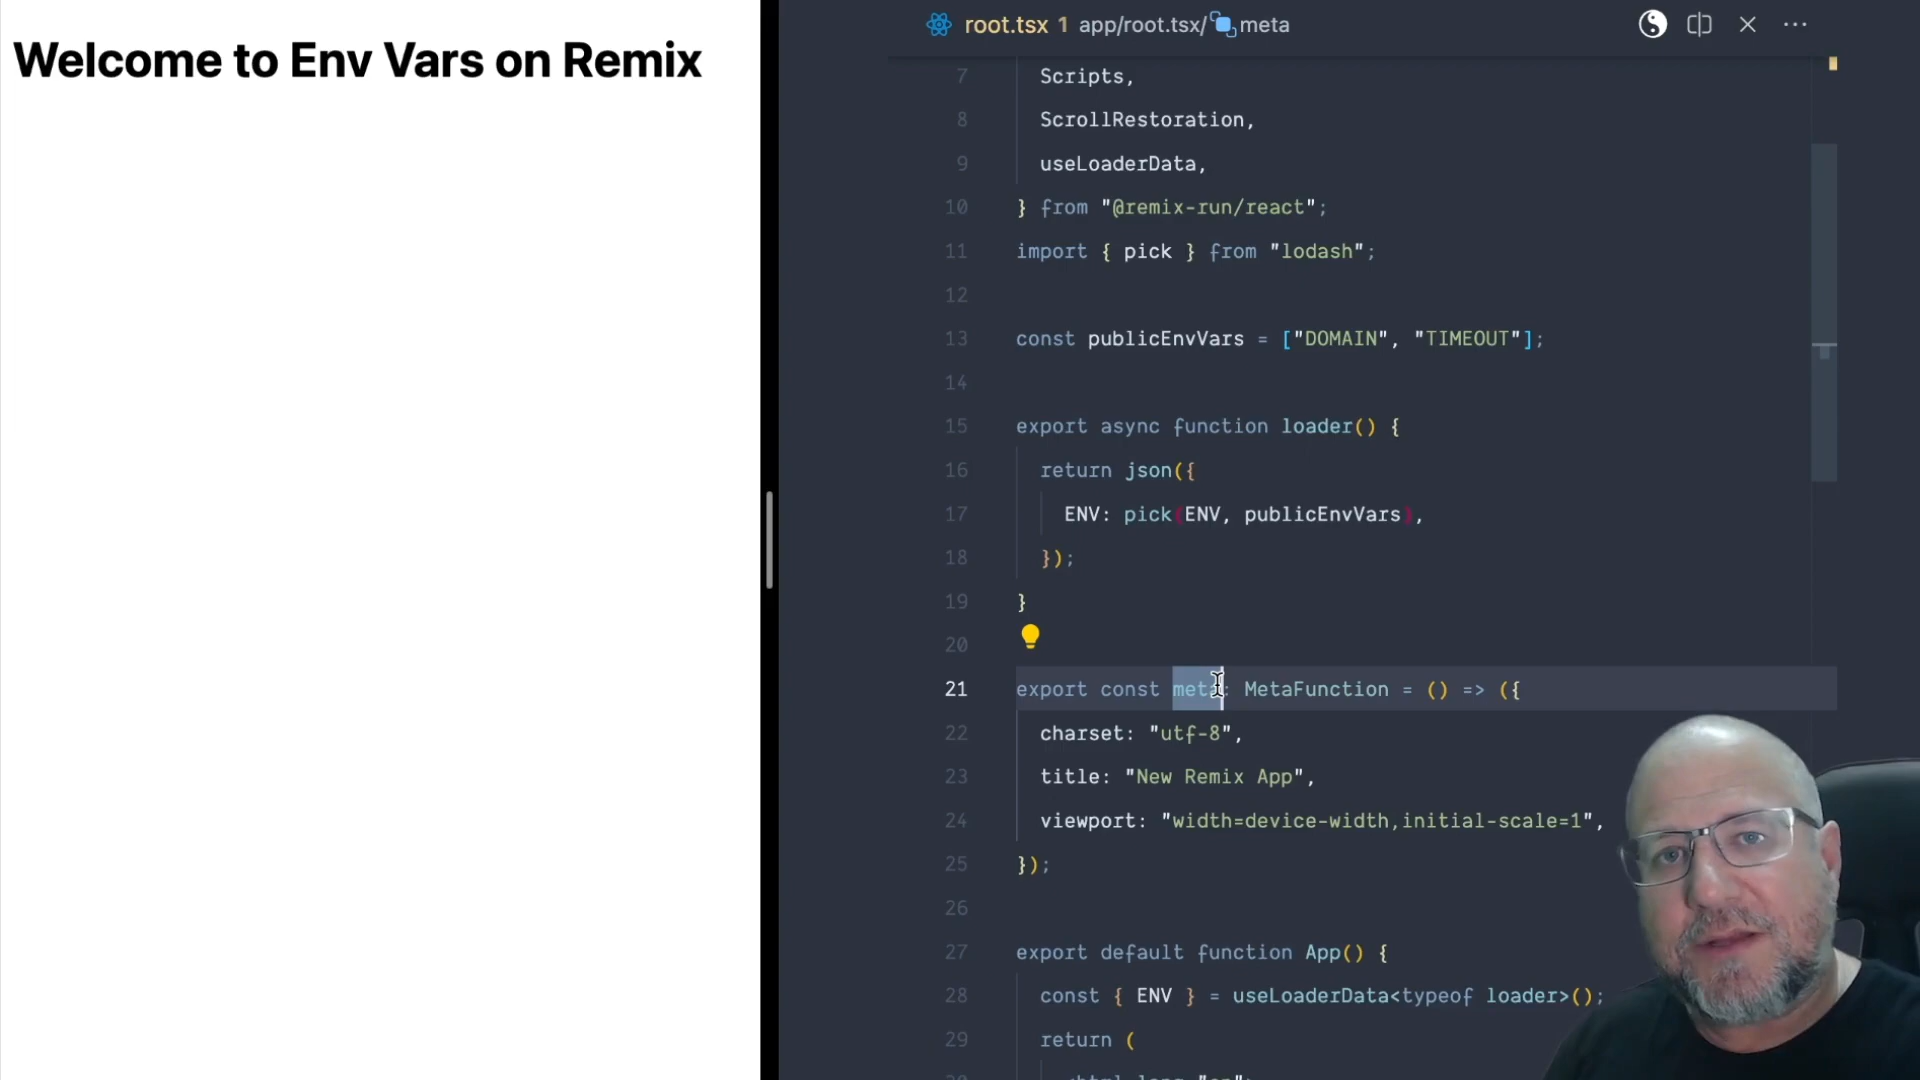 Welcome to Env Vars on Remix
root.tsx 1 app/root.tsx/ meta
7 Scripts,
8 ScrollRestoration,
9 useLoaderData,
10 } from "@remix-run/react";
11 import { pick } from "lodash";
12
13 const publicEnvVars = ["DOMAIN", "TIMEOUT"];
14
15 export async function loader() {
16 return json({
17 ENV: pick(ENV, publicEnvVars),
18 });
19 }
20
21 export const meta: MetaFunction = () => ({
22 charset: "utf-8",
23 title: "New Remix App",
24 viewport: "width=device-width,initial-scale=1",
25 });
26
27 export default function App() {
28 const { ENV } = useLoaderData<typeof loader>();
29 return (